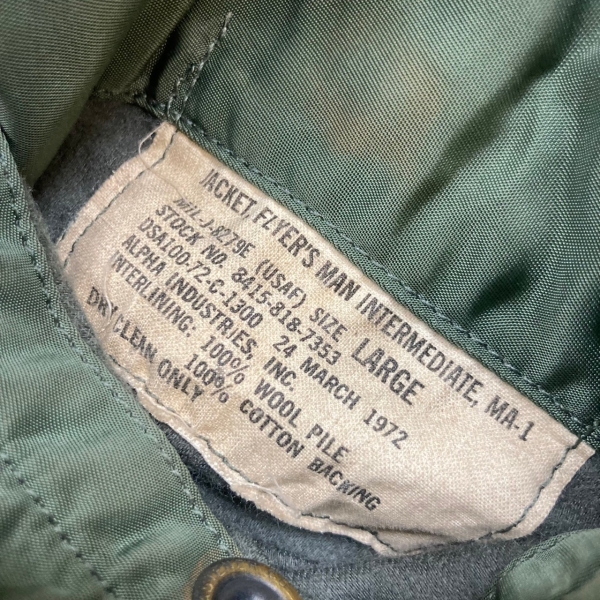 JACKET, FLYER'S MAN INTERMEDIATE, MA-1
MIL-J-8279E (USAF) SIZE LARGE
STOCK NO. 8415-818-7353
DSA100-72-C-1300 24 MARCH 1972
ALPHA INDUSTRIES, INC.
INTERLINING: 100% WOOL PILE
100% COTTON BACKING
DRY CLEAN ONLY